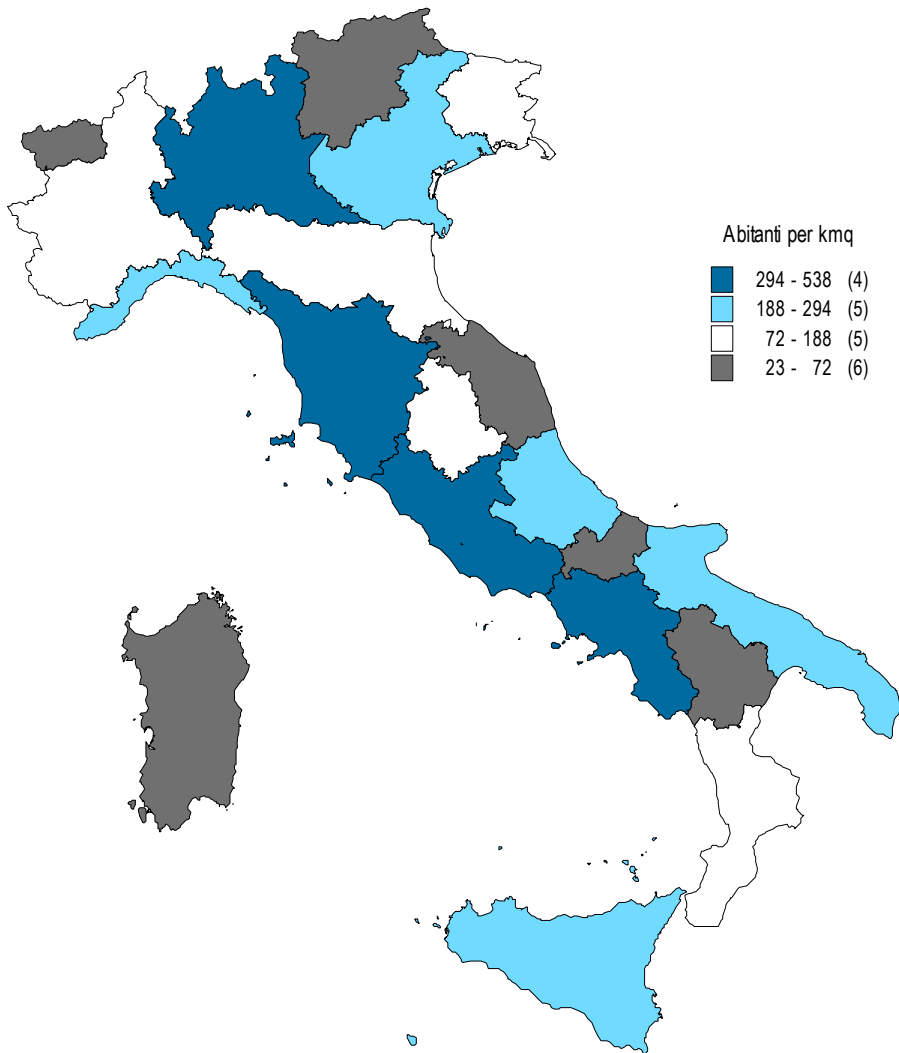 Abitanti per kmq
294 - 538 (4)
188 - 294 (5)
72 - 188 (5)
23 - 72 (6)